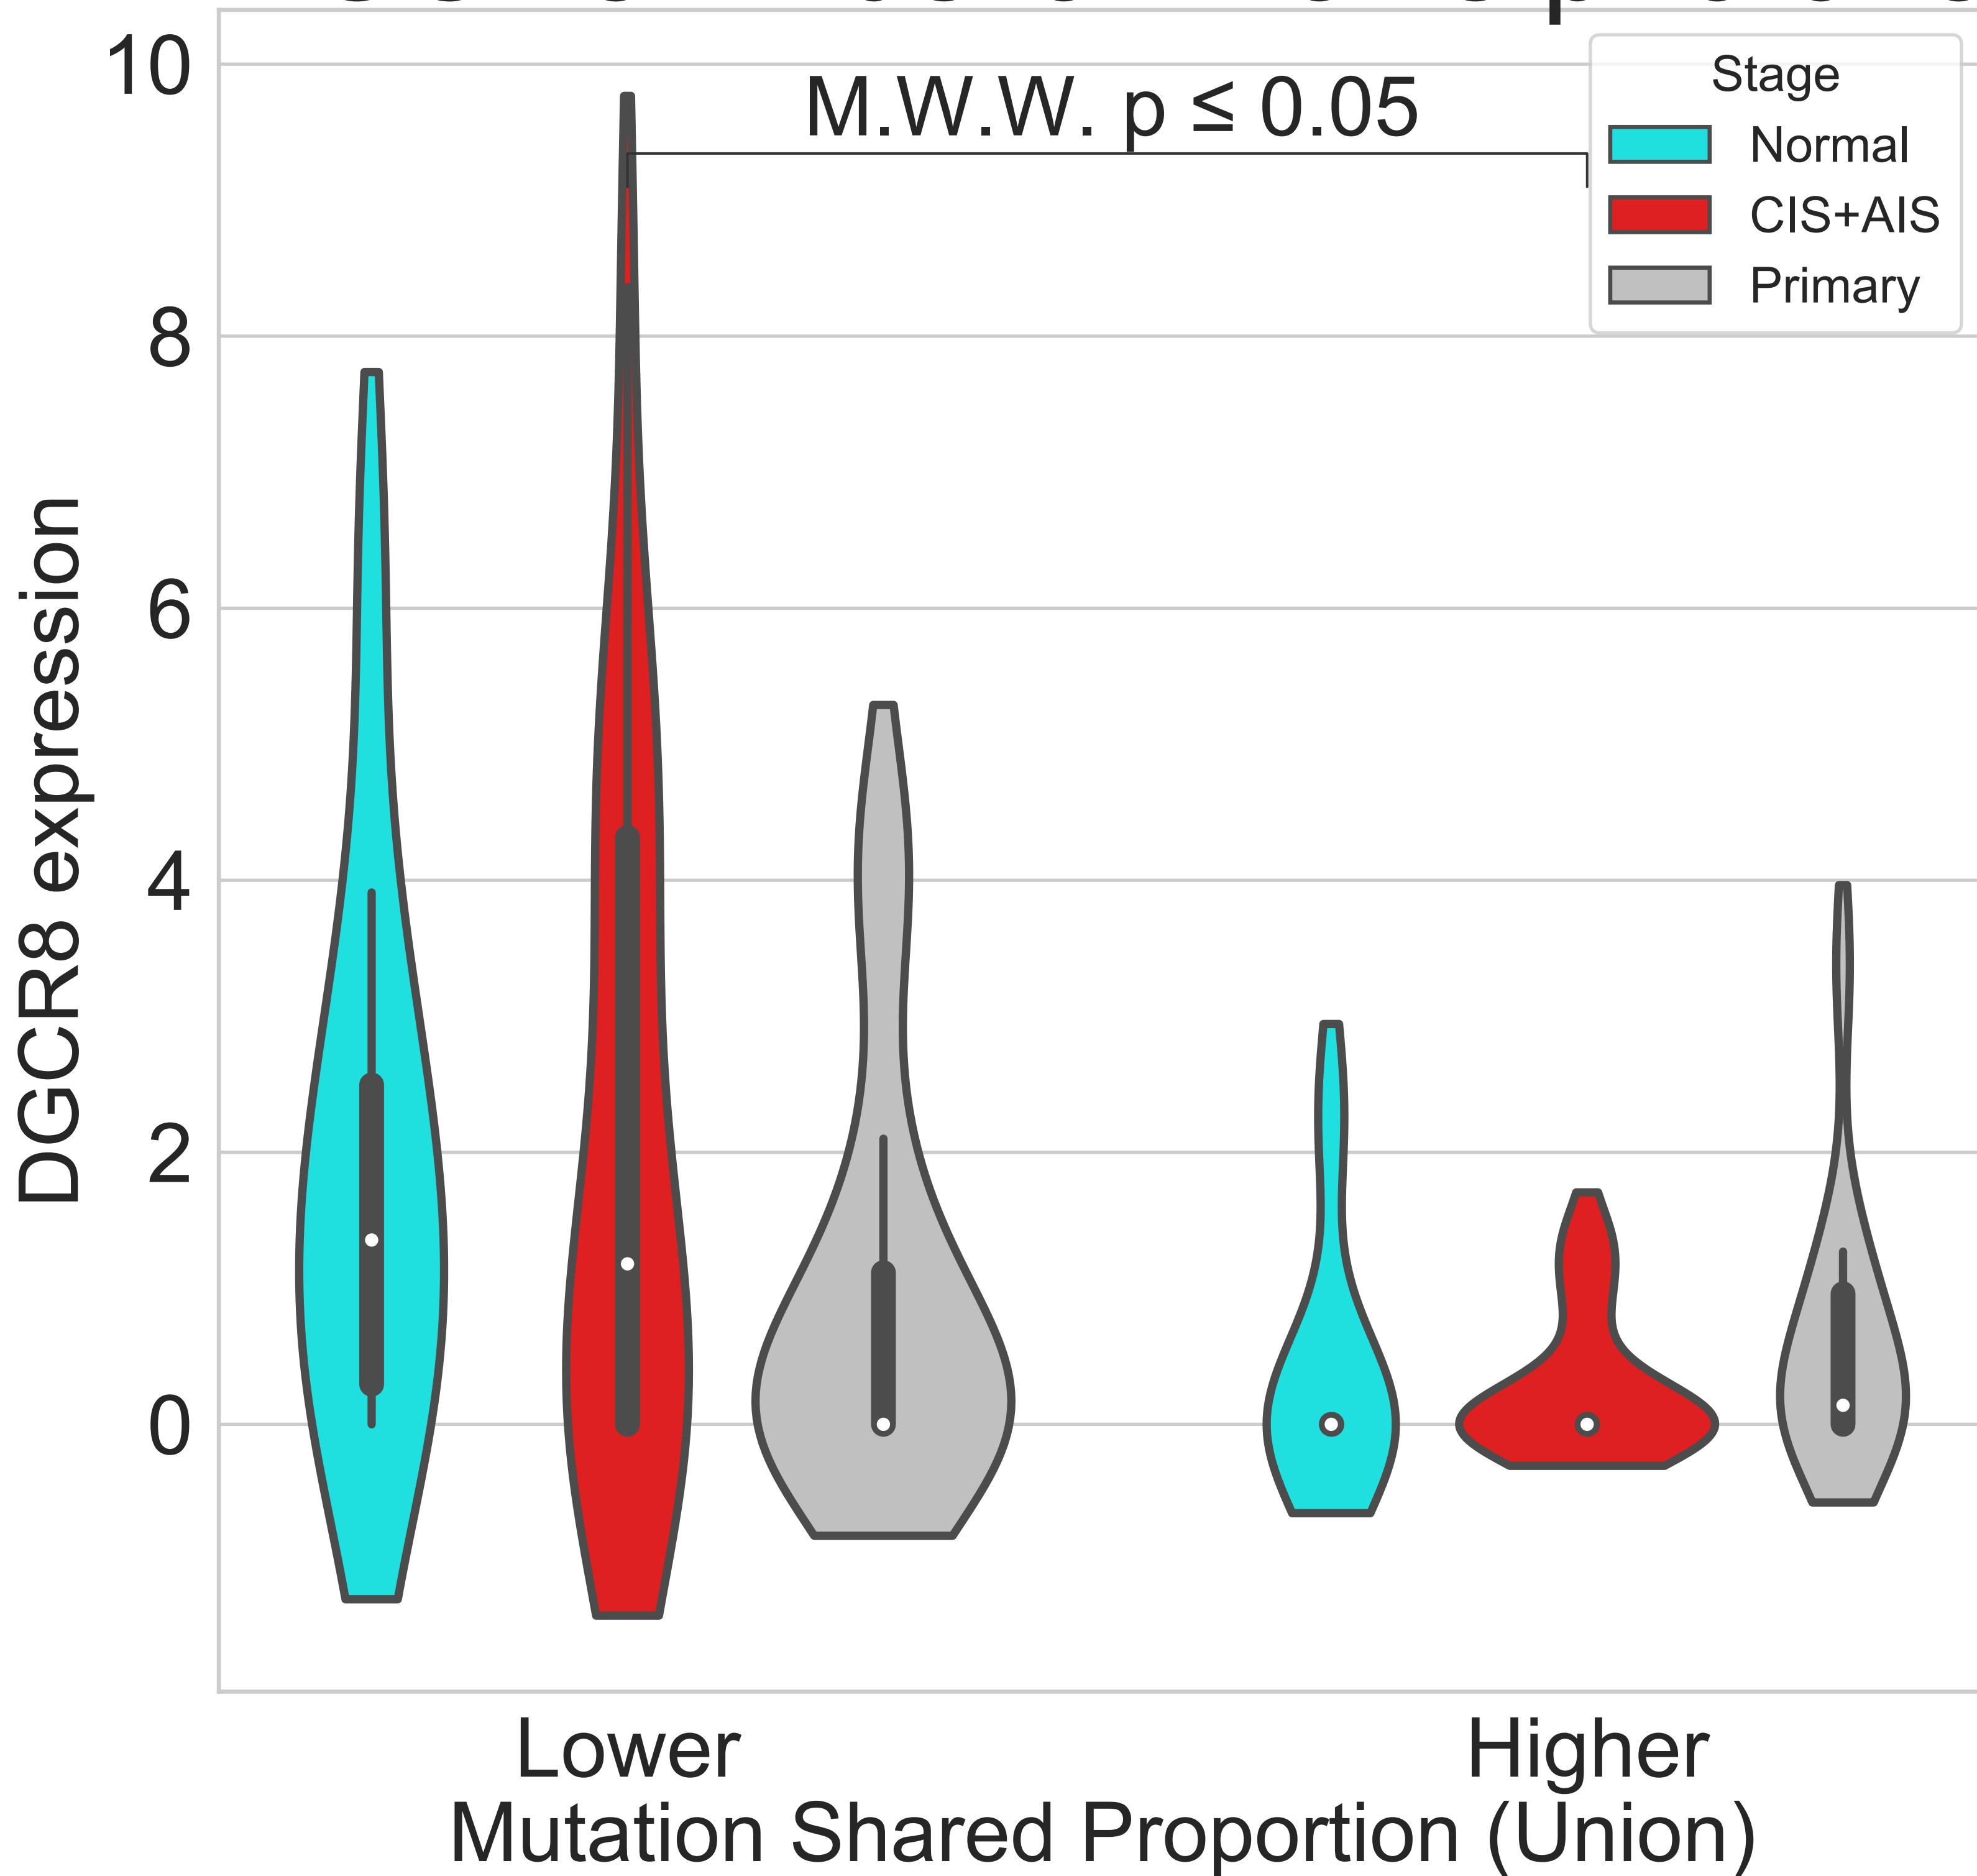 10
M.W.W. p ≤ 0.05
Stage
Normal
CIS+AIS
Primary
8
6
4
2
0
DGCR8 expression
Lower
Higher
Mutation Shared Proportion (Union)